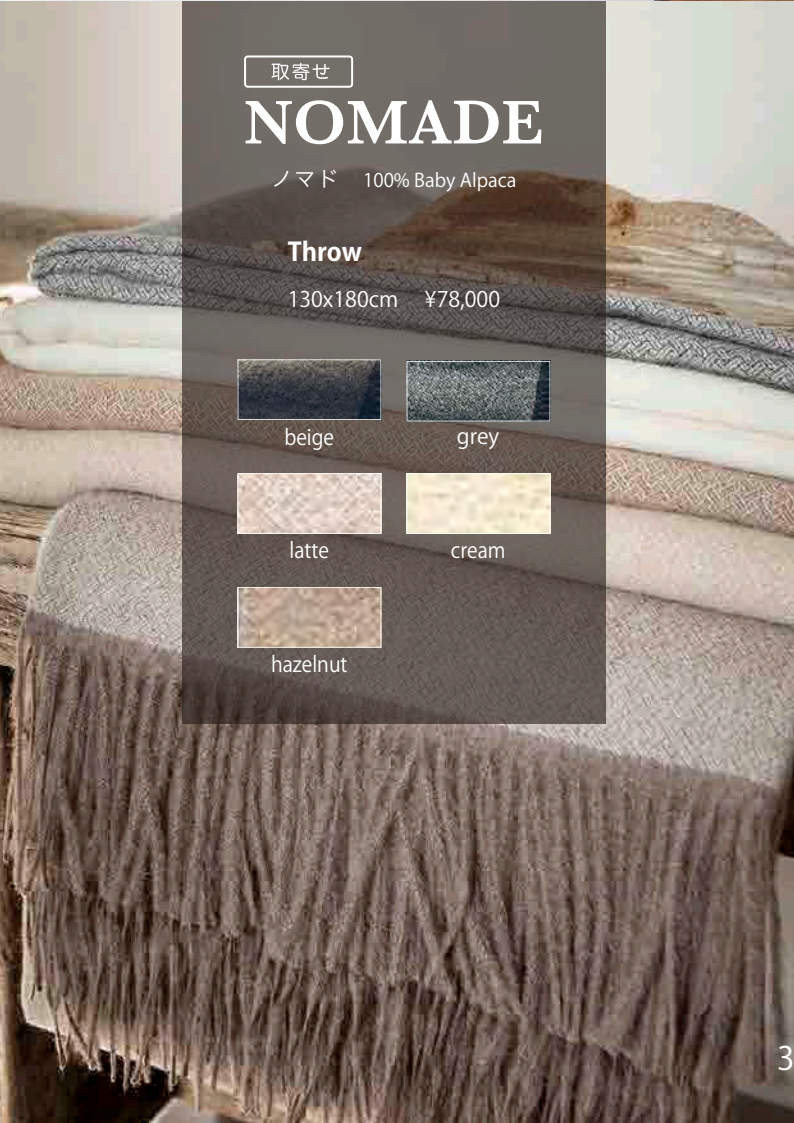 取寄せ
NOMADE
ノマド 100% Baby Alpaca
Throw
130x180cm ¥78,000
beige grey
latte cream
hazelnut
3